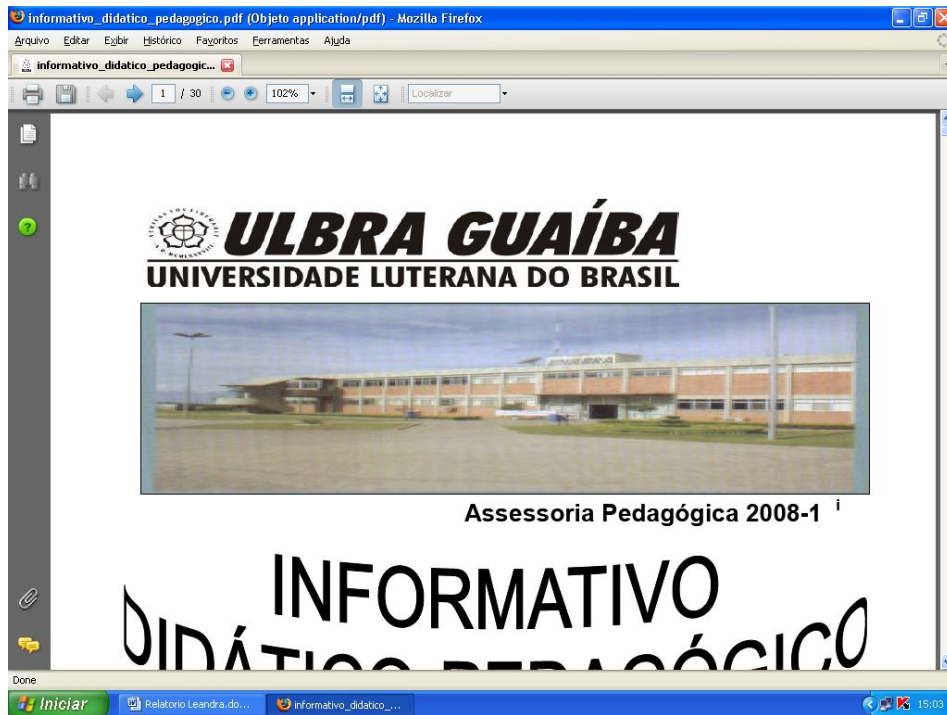 informativo_didatico_pedagogico.pdf (Objeto application/pdf) - Mozilla Firefox
Arquivo Editar Exibir Histórico Favoritos Ferramentas Ajuda
informativo_didatico_pedagogic...
1 / 30 102% Localizar
ULBRA GUAÍBA
UNIVERSIDADE LUTERANA DO BRASIL
Assessoria Pedagógica 2008-1 i
INFORMATIVO
DIDÁTICO PEDAGÓGICO
Done
Iniciar Relatorio Leandra.do... informativo_didatico_... 15:03